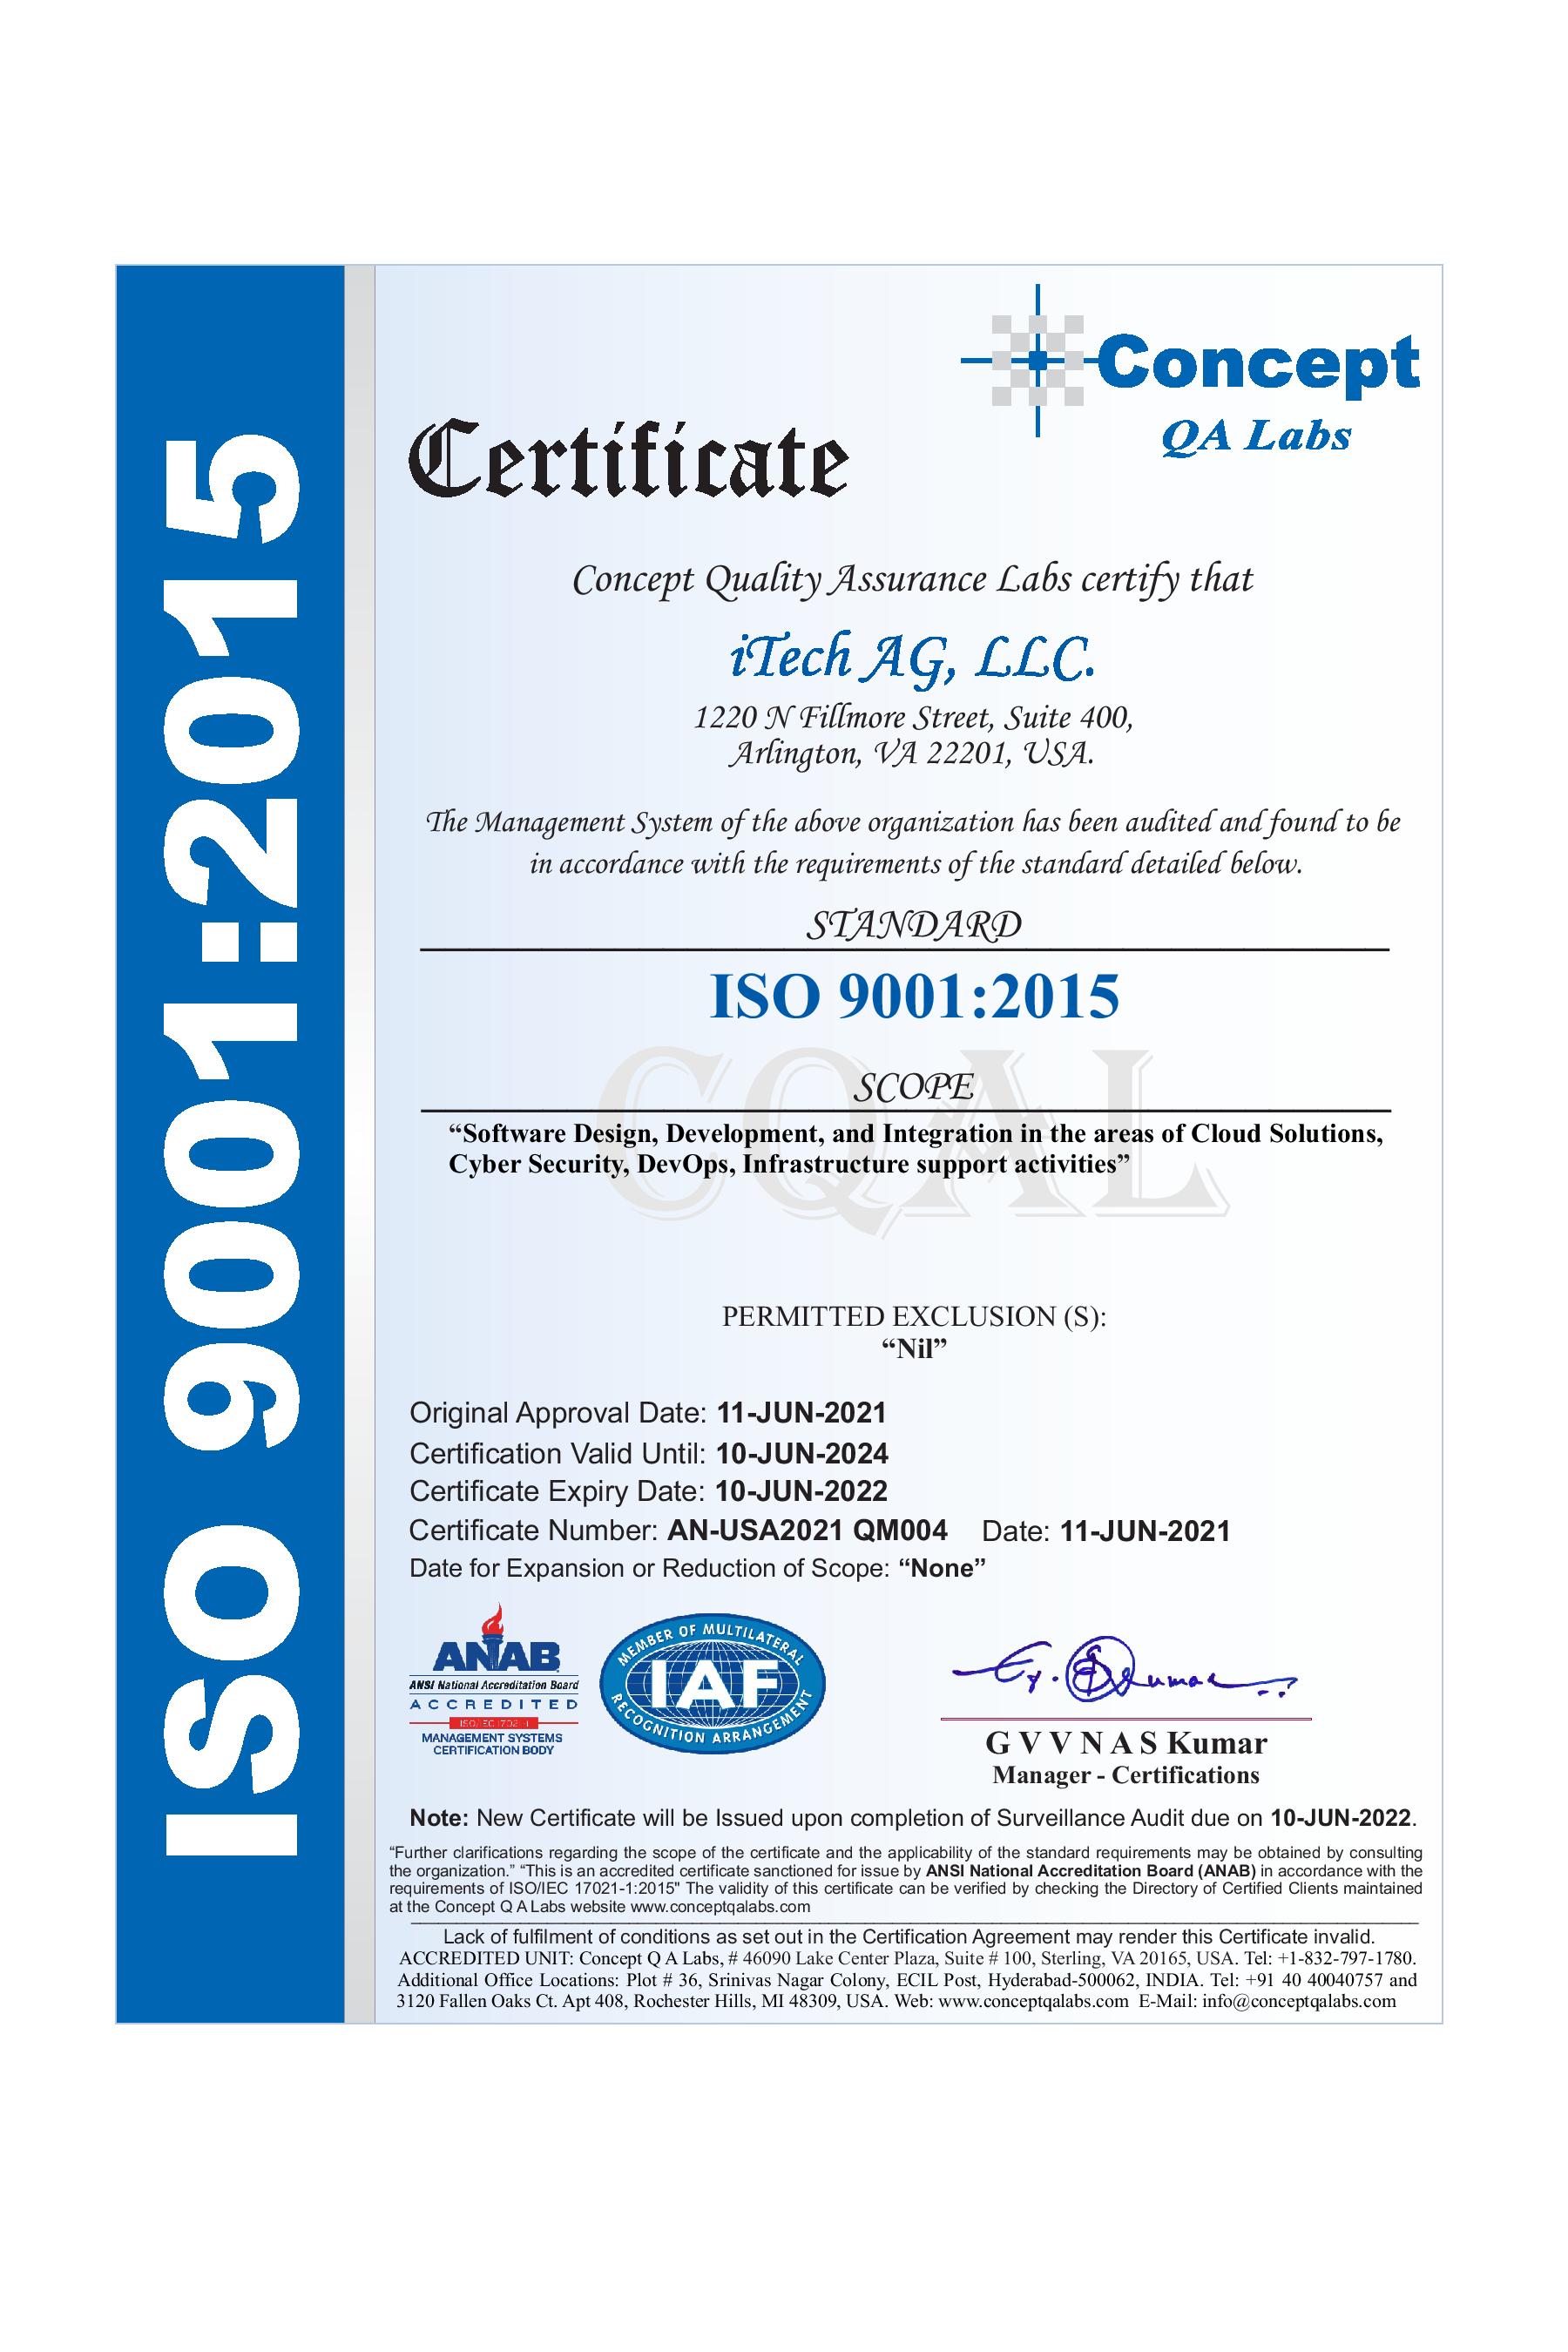 ISO 9001:2015
Concept
QA Labs
Certificate
Concept Quality Assurance Labs certify that
iTech AG, LLC.
1220 N Fillmore Street, Suite 400,
Arlington, VA 22201, USA.
The Management System of the above organization has been audited and found to be
in accordance with the requirements of the standard detailed below.
STANDARD
ISO 9001:2015
CQAL
SCOPE
“Software Design, Development, and Integration in the areas of Cloud Solutions,
Cyber Security, DevOps, Infrastructure support activities”
PERMITTED EXCLUSION (S):
“Nil”
Original Approval Date: 11-JUN-2021
Certification Valid Until: 10-JUN-2024
Certificate Expiry Date: 10-JUN-2022
Certificate Number: AN-USA2021 QM004 Date: 11-JUN-2021
Date for Expansion or Reduction of Scope: “None”
ANAB
ANSI National Accreditation Board
ACCREDITED
ISO/IEC 17021-1
MANAGEMENT SYSTEMS
CERTIFICATION BODY
MEMBER OF MULTILATERAL
IAF
RECOGNITION ARRANGEMENT
G V V N A S Kumar
Manager - Certifications
Note: New Certificate will be Issued upon completion of Surveillance Audit due on 10-JUN-2022.
“Further clarifications regarding the scope of the certificate and the applicability of the standard requirements may be obtained by consulting
the organization.” “This is an accredited certificate sanctioned for issue by ANSI National Accreditation Board (ANAB) in accordance with the
requirements of ISO/IEC 17021-1:2015" The validity of this certificate can be verified by checking the Directory of Certified Clients maintained
at the Concept Q A Labs website www.conceptqalabs.com
Lack of fulfilment of conditions as set out in the Certification Agreement may render this Certificate invalid.
ACCREDITED UNIT: Concept Q A Labs, # 46090 Lake Center Plaza, Suite # 100, Sterling, VA 20165, USA. Tel: +1-832-797-1780.
Additional Office Locations: Plot # 36, Srinivas Nagar Colony, ECIL Post, Hyderabad-500062, INDIA. Tel: +91 40 40040757 and
3120 Fallen Oaks Ct. Apt 408, Rochester Hills, MI 48309, USA. Web: www.conceptqalabs.com E-Mail: info@conceptqalabs.com